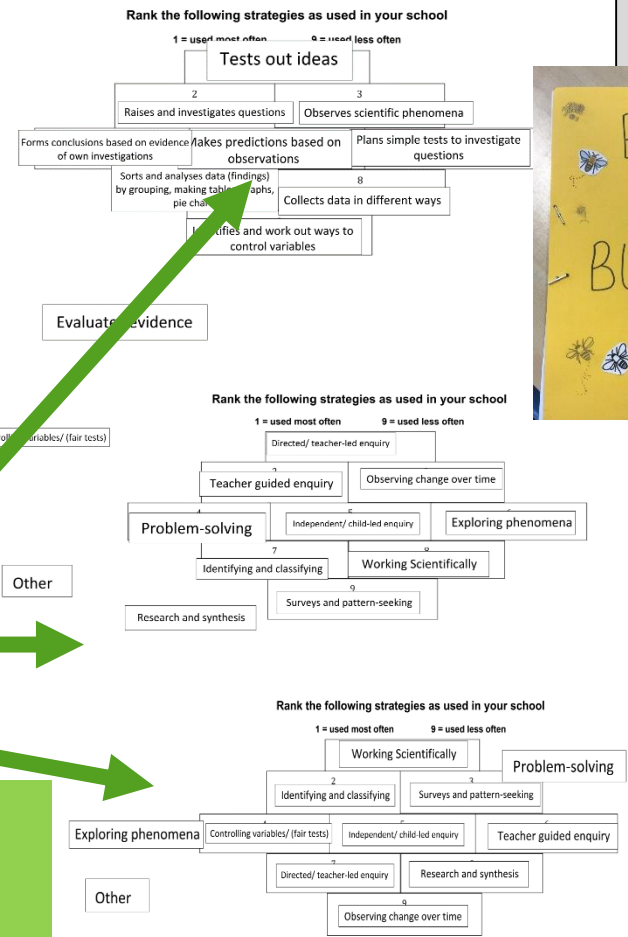 Rank the following strategies as used in your school
1 = used most often 9 = used less often
Tests out ideas
2
3
Raises and investigates questions
Observes scientific phenomena
Forms conclusions based on evidence
of own investigations
Makes predictions based on
observations
Plans simple tests to investigate
questions
Sorts and analyses data (findings)
by grouping, making
pie
8
Collects data in different ways
and work out ways to
control variables
Evaluate evidence
Rank the following strategies as used in your school
1 = used most often 9 = used less often
Directed/ teacher-led enquiry
Teacher guided enquiry
Observing change over time
Problem-solving
Independent/ child-led enquiry
Exploring phenomena
7
Identifying and classifying
Working Scientifically
9
Surveys and pattern-seeking
Research and synthesis
variables/ (fair tests)
Other
Rank the following strategies as used in your school
1 = used most often 9 = used less often
Working Scientifically
Problem-solving
2
3
Identifying and classifying
Surveys and pattern-seeking
Exploring phenomena
Controlling variables/ (fair tests)
Independent/ child-led enquiry
Teacher guided enquiry
Directed/ teacher-led enquiry
Research and synthesis
Other
9
Observing change over time